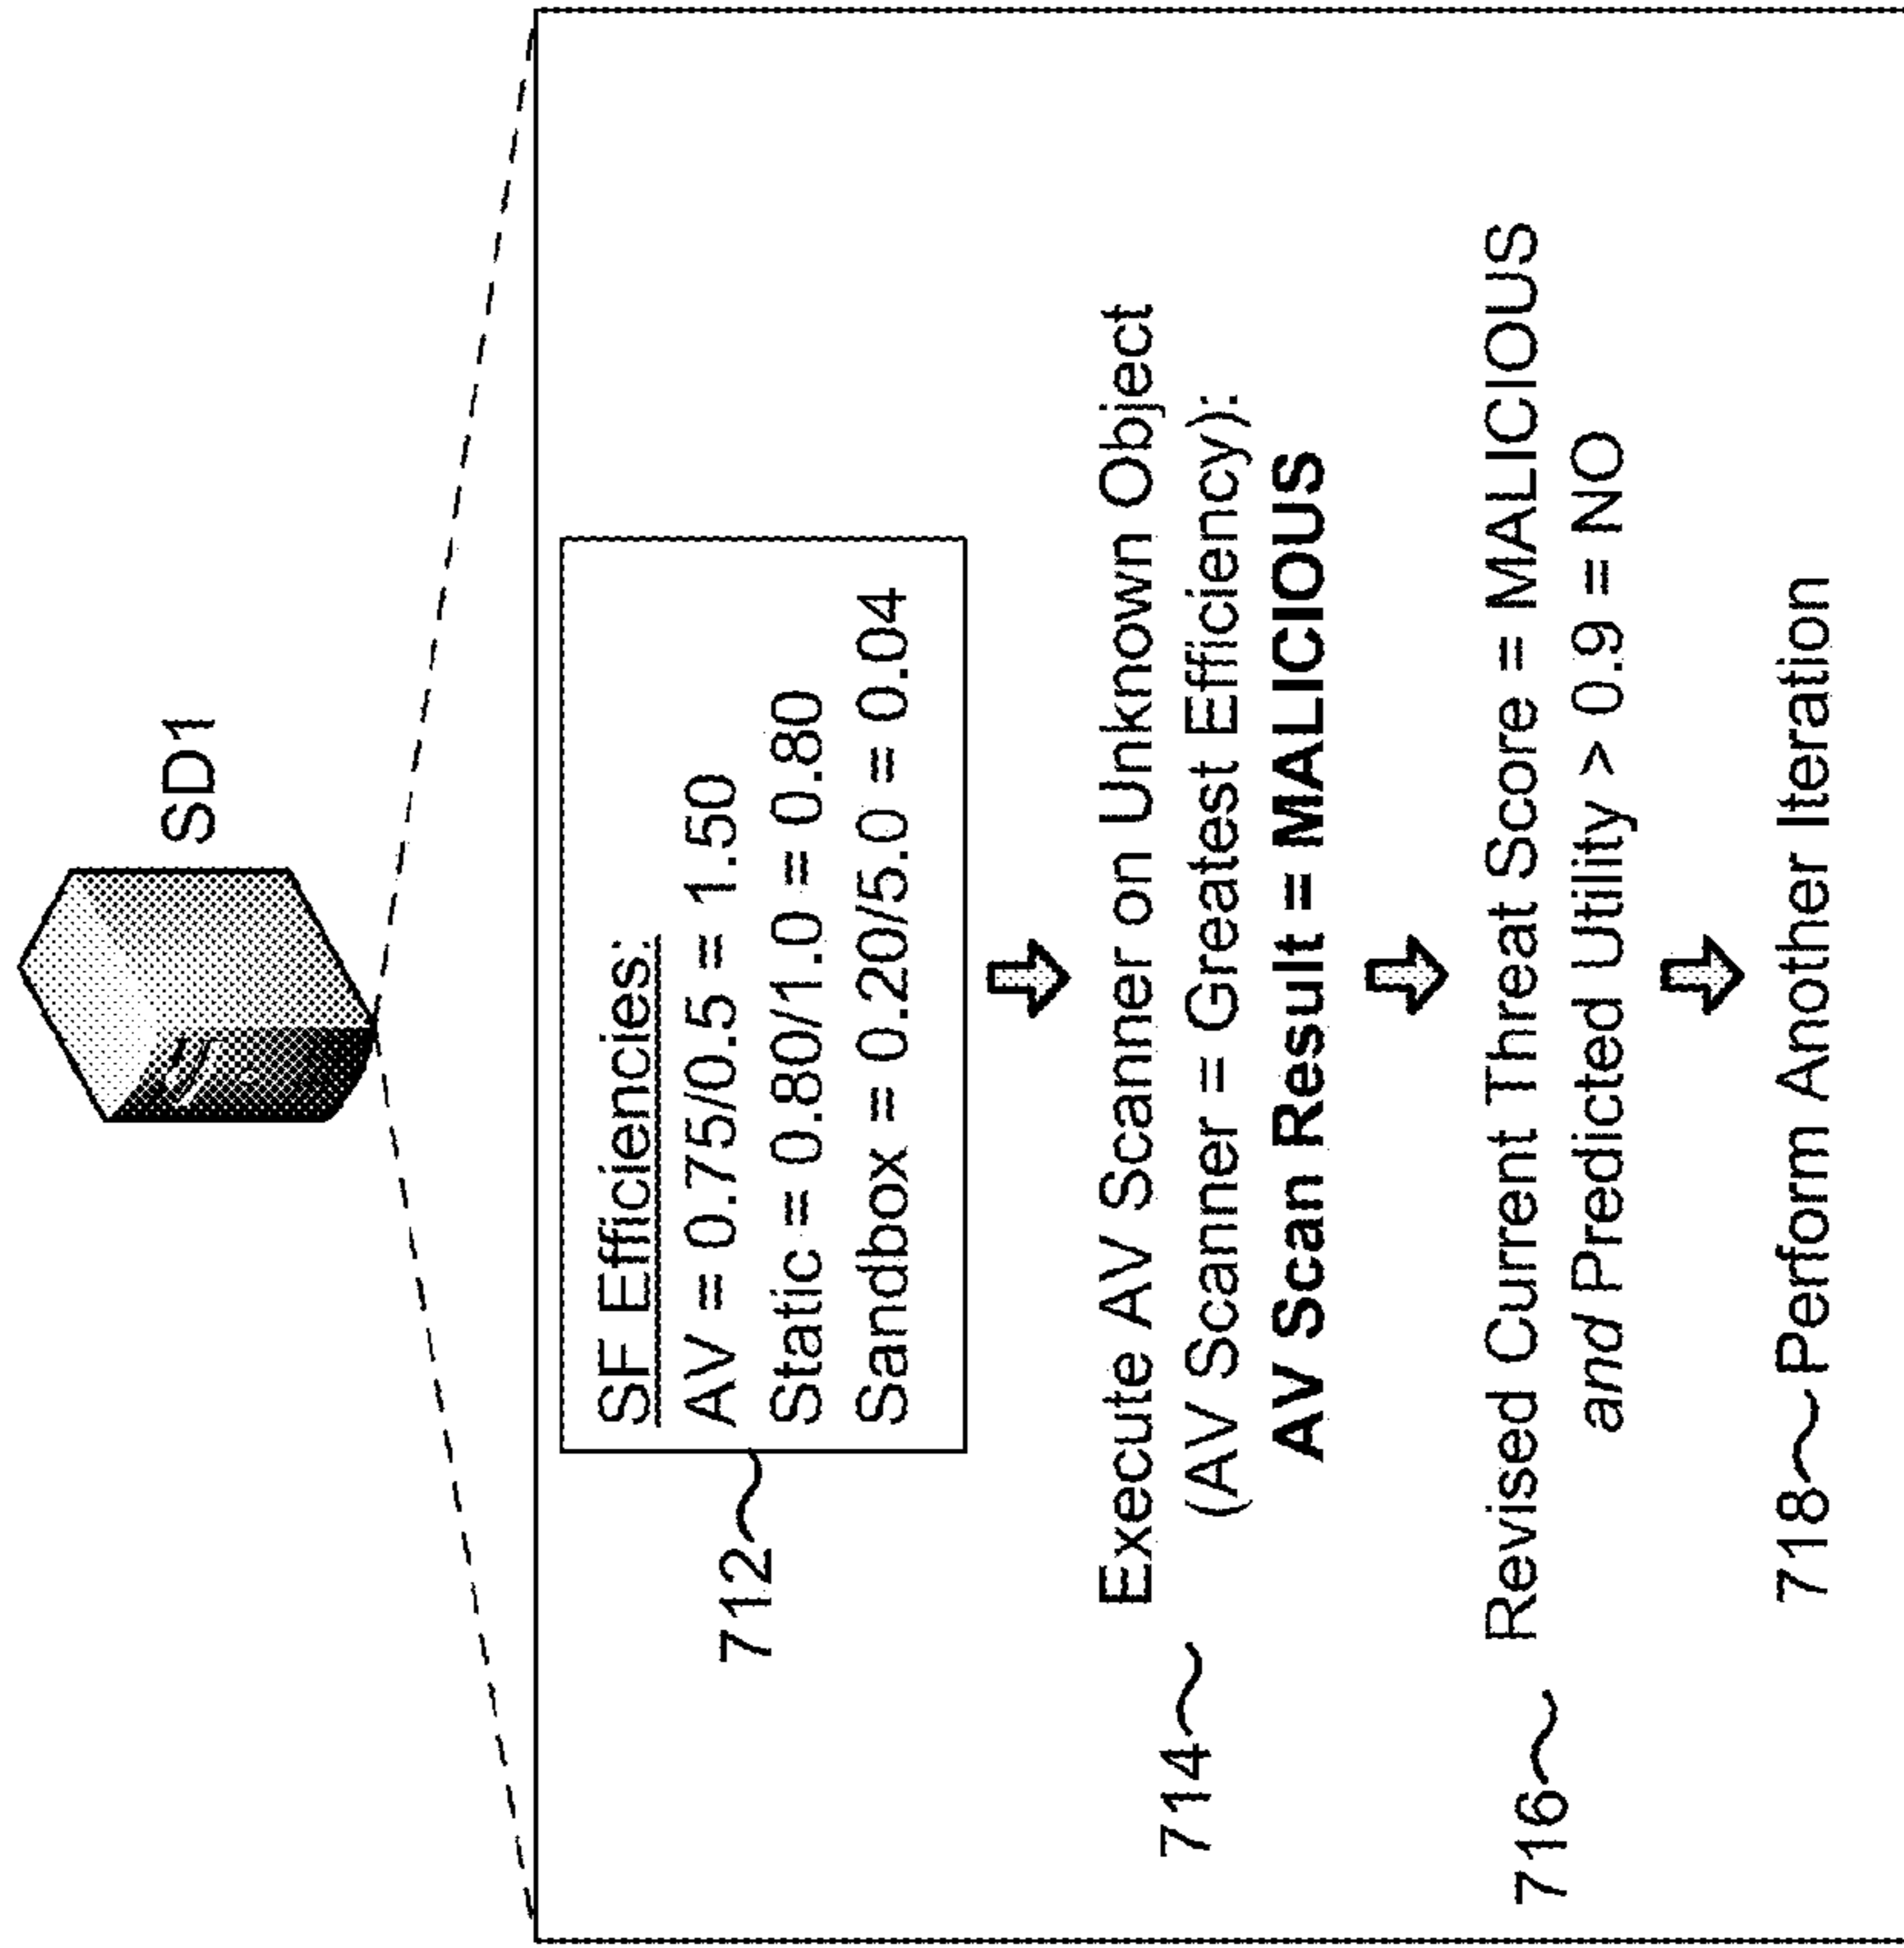 SD1
SF Efficiencies:
AV = 0.75/0.5 = 1.50
Static = 0.80/1.0 = 0.80
Sandbox = 0.20/5.0 = 0.04
712
Execute AV Scanner on Unknown Object
714
(AV Scanner = Greatest Efficiency):
AV Scan Result = MALICIOUS
Revised Current Threat Score = MALICIOUS
716
and Predicted Utility > 0.9 = NO
718
Perform Another Iteration